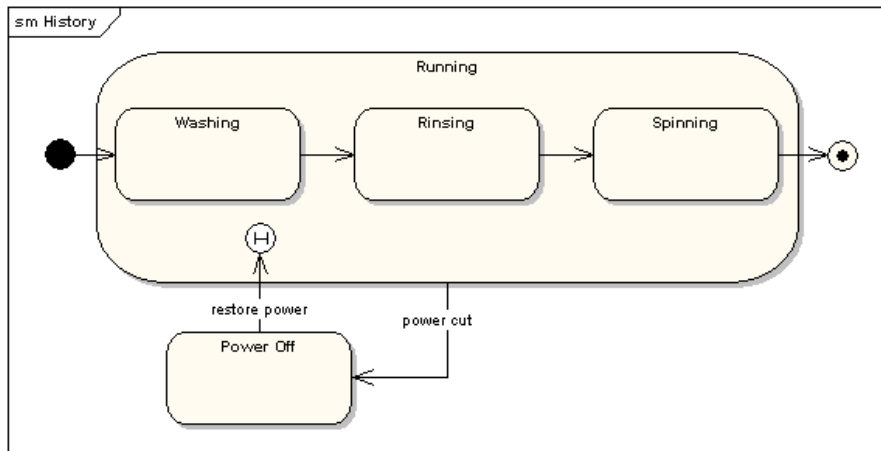 sm History
Running
Washing
Rinsing
Spinning
H
restore power
power cut
Power Off